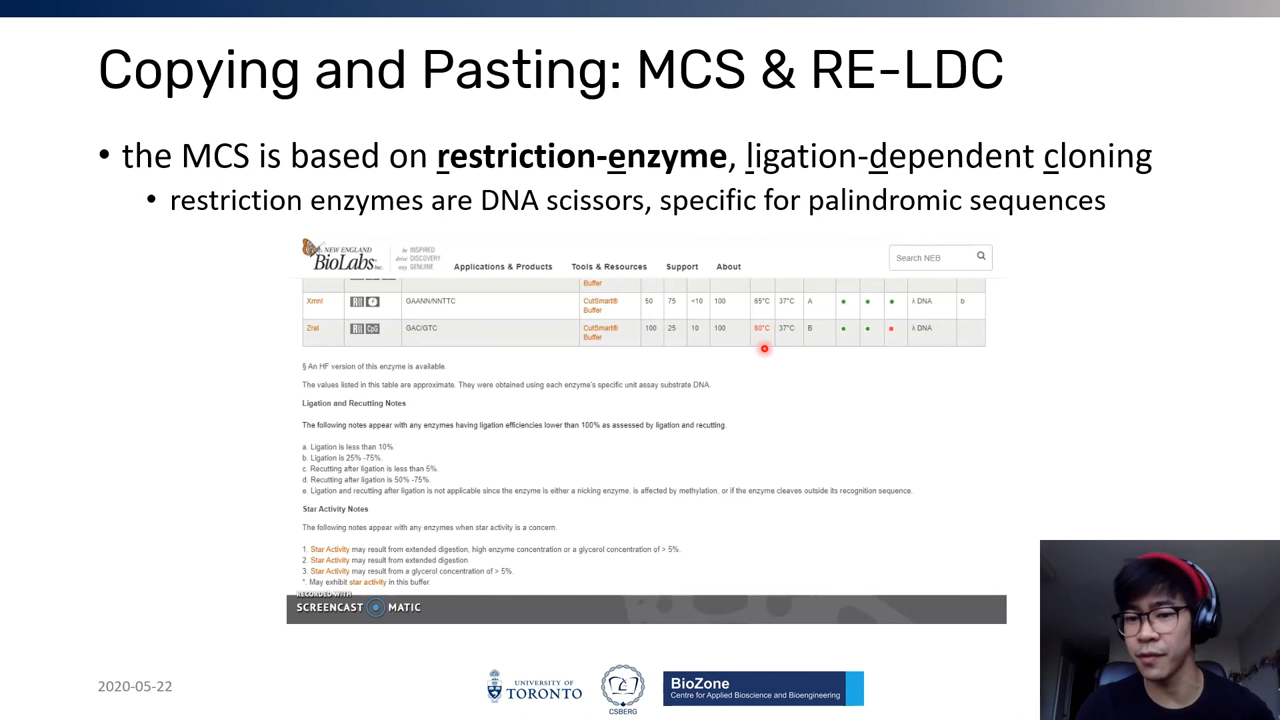 Copying and Pasting: MCS & RE-LDC
• the MCS is based on restriction-enzyme, ligation-dependent cloning
• restriction enzymes are DNA scissors, specific for palindromic sequences
NEW ENGLAND
BioLabs Inc.
be INSPIRED
drive DISCOVERY
stay GENUINE
Applications & Products Tools & Resources Support About
Search NEB
Buffer
XmnI RR GAANN/NNTTC CutSmart® Buffer 50 75 <10 100 65°C 37°C A ● ● ● λ DNA b
ZraI RR CpG GAC/GTC CutSmart® Buffer 100 25 10 100 80°C 37°C B ● ● λ DNA
§ An HF version of this enzyme is available.
The values listed in this table are approximate. They were obtained using each enzyme's specific unit assay substrate DNA.
Ligation and Recutting Notes
The following notes appear with any enzymes having ligation efficiencies lower than 100% as assessed by ligation and recutting.
a. Ligation is less than 10%.
b. Ligation is 25% -75%.
c. Recutting after ligation is less than 5%.
d. Recutting after ligation is 50% -75%.
e. Ligation and recutting after ligation is not applicable since the enzyme is either a nicking enzyme, is affected by methylation, or if the enzyme cleaves outside its recognition sequence.
Star Activity Notes
The following notes appear with any enzymes when star activity is a concern.
1. Star Activity may result from extended digestion, high enzyme concentration or a glycerol concentration of > 5%.
2. Star Activity may result from extended digestion.
3. Star Activity may result from a glycerol concentration of > 5%.
*. May exhibit star activity in this buffer.
RECORDED WITH
SCREENCAST MATIC
2020-05-22
UNIVERSITY OF
TORONTO
CSBERG
BioZone
Centre for Applied Bioscience and Bioengineering